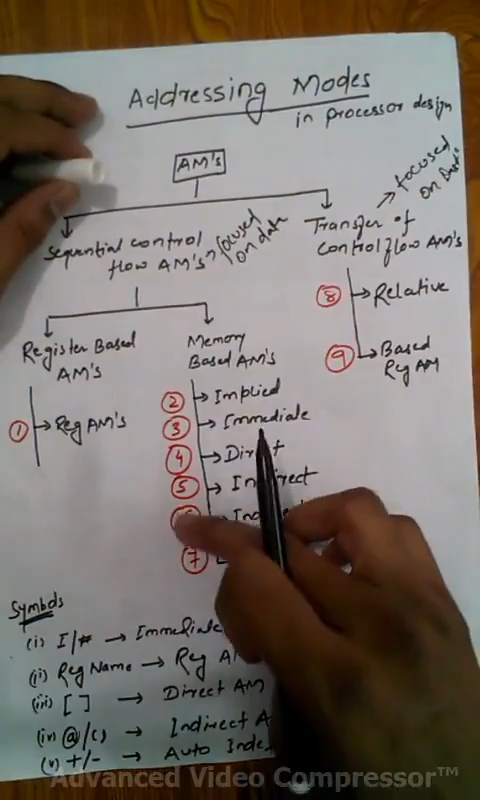 Addressing Modes
in processor design
AM's
Sequential control
flow AM's
focused
on data
Transfer of
control flow AM's
focused
on
Register Based
AM's
① → Reg AM's
Memory
Based AM's
② → Implied
③ → Immediate
④ → Direct
⑤ → Indirect
⑦
⑧ → Relative
⑨ → Based
Reg AM
Symbols
(i) I/# → Immediate
(ii) Reg Name → Reg
(iii) [ ] → Direct AM
(iv) @/() → Indirect
(v) +/- → Auto
Advanced Video Compressor™